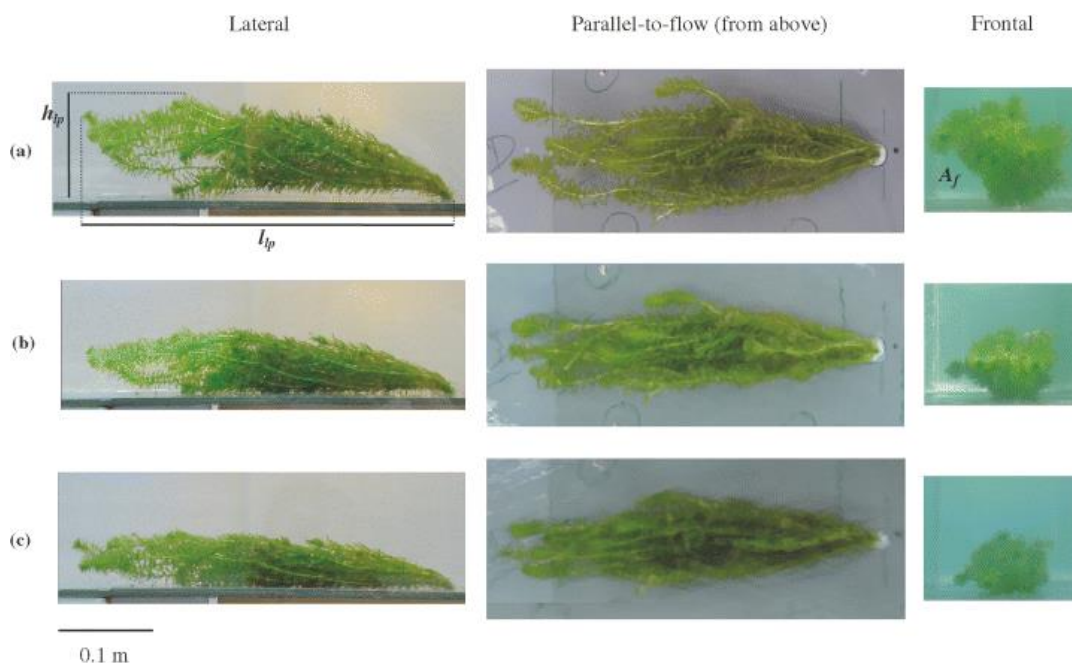 Lateral Parallel-to-flow (from above) Frontal
h_lp
(a)
A_f
l_lp
(b)
(c)
0.1 m